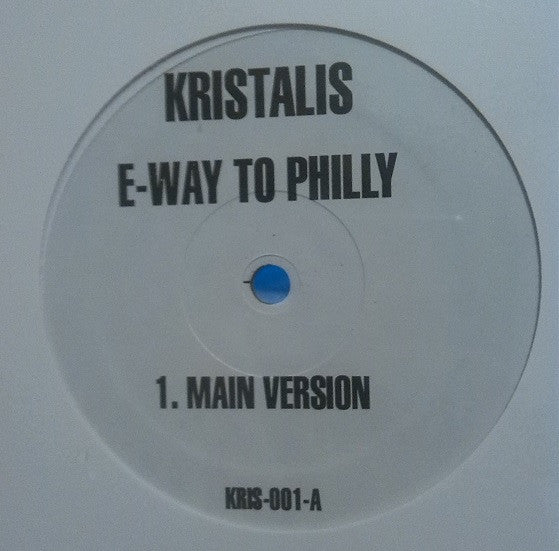 KRISTALIS
E-WAY TO PHILLY
1. MAIN VERSION
KRIS-001-A